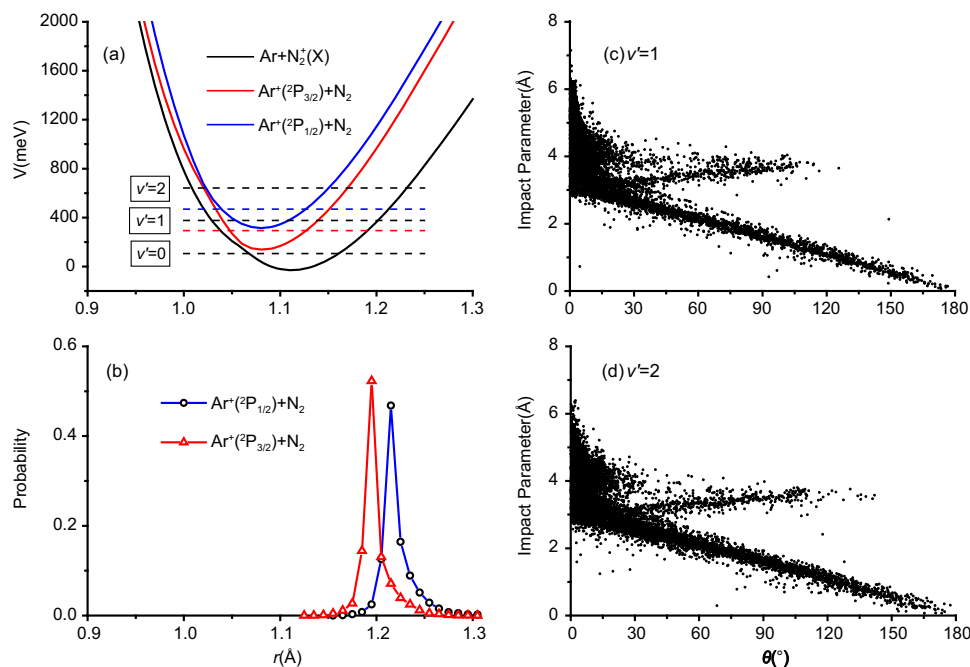 (a)
Ar+N₂⁺(X)
Ar⁺(²P₃/₂)+N₂
Ar⁺(²P₁/₂)+N₂
v'=2
v'=1
v'=0
V(meV)
2000
1600
1200
800
400
0
0.9 1.0 1.1 1.2 1.3
(b)
Ar⁺(²P₁/₂)+N₂
Ar⁺(²P₃/₂)+N₂
Probability
0.6
0.4
0.2
0.0
0.9 1.0 1.1 1.2 1.3
r(Å)
(c) v'=1
Impact Parameter(Å)
8
6
4
2
0
0 30 60 90 120 150 180
(d) v'=2
Impact Parameter(Å)
8
6
4
2
0
0 30 60 90 120 150 180
θ(°)